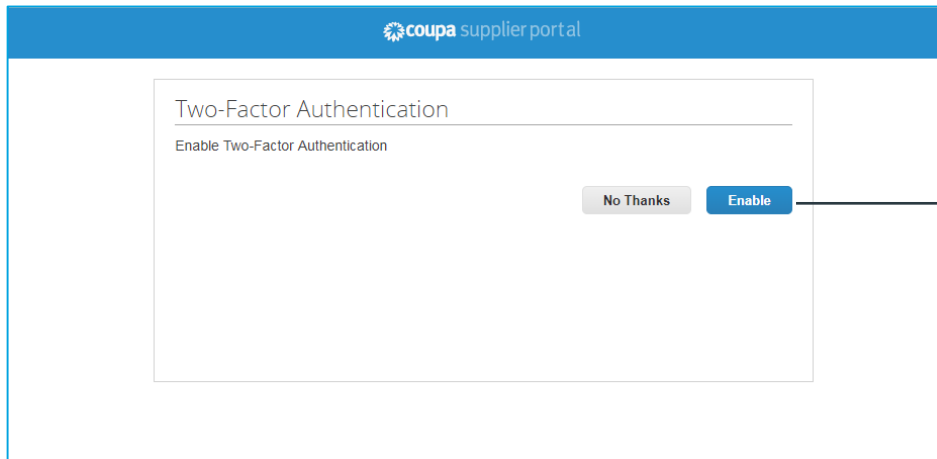 coupa supplier portal
Two-Factor Authentication
Enable Two-Factor Authentication
No Thanks Enable